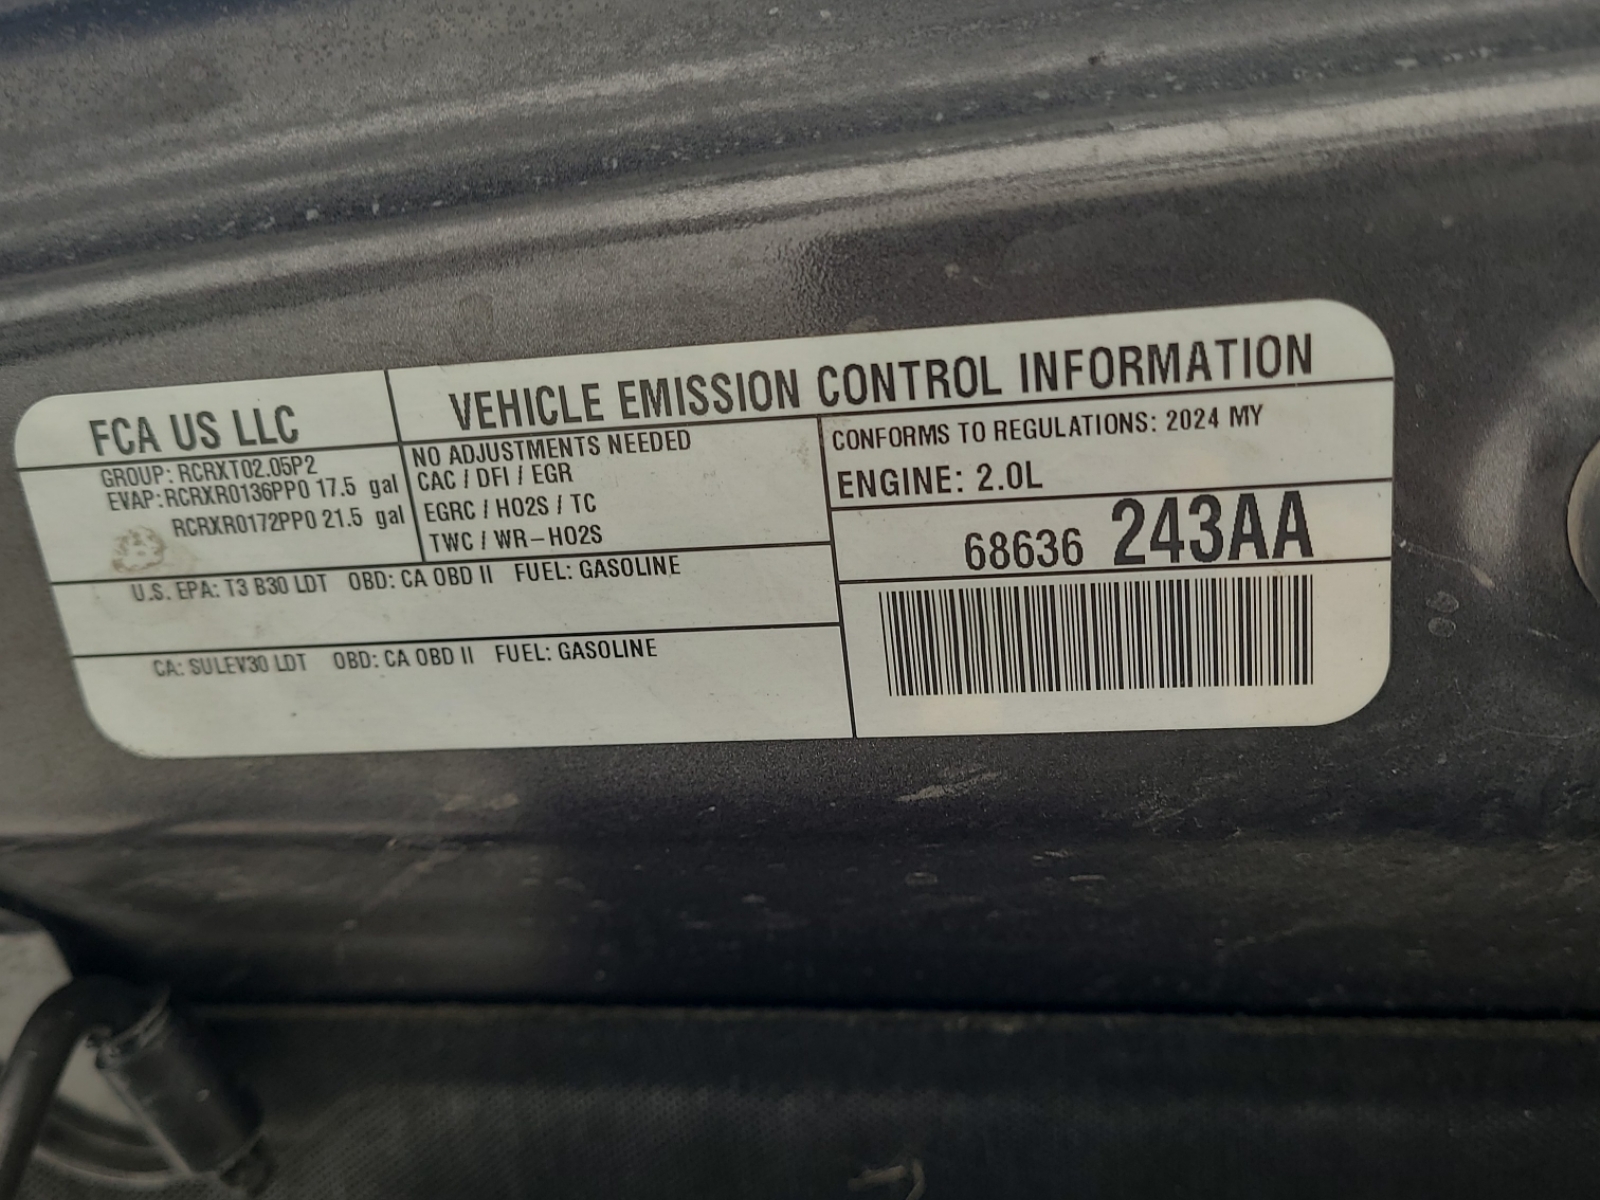 FCA US LLC
VEHICLE EMISSION CONTROL INFORMATION
GROUP: RCRXT02.05P2
EVAP: RCRXR0136PP0 17.5 gal
RCRXR0172PP0 21.5 gal
NO ADJUSTMENTS NEEDED
CAC / DFI / EGR
EGRC / HO2S / TC
TWC / WR-HO2S
CONFORMS TO REGULATIONS: 2024 MY
ENGINE: 2.0L
68636 243AA
U.S. EPA: T3 B30 LDT OBD: CA OBD II FUEL: GASOLINE
CA: SULEV30 LDT OBD: CA OBD II FUEL: GASOLINE